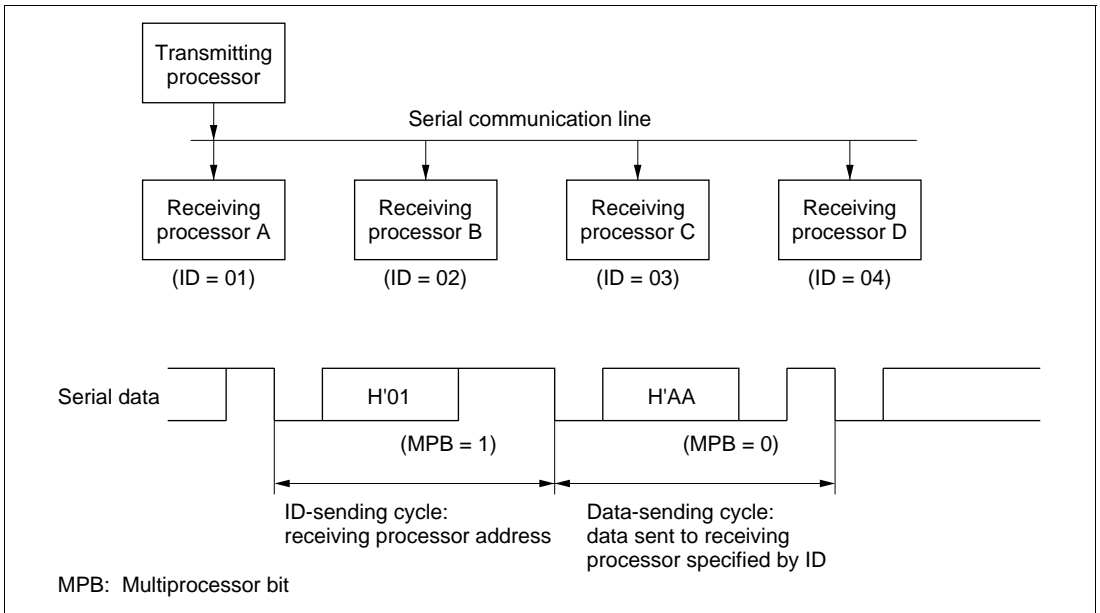 Transmitting
processor
Serial communication line
Receiving
processor A
Receiving
processor B
Receiving
processor C
Receiving
processor D
(ID = 01)
(ID = 02)
(ID = 03)
(ID = 04)
Serial data
H'01
H'AA
(MPB = 1)
(MPB = 0)
ID-sending cycle:
receiving processor address
Data-sending cycle:
data sent to receiving
processor specified by ID
MPB: Multiprocessor bit